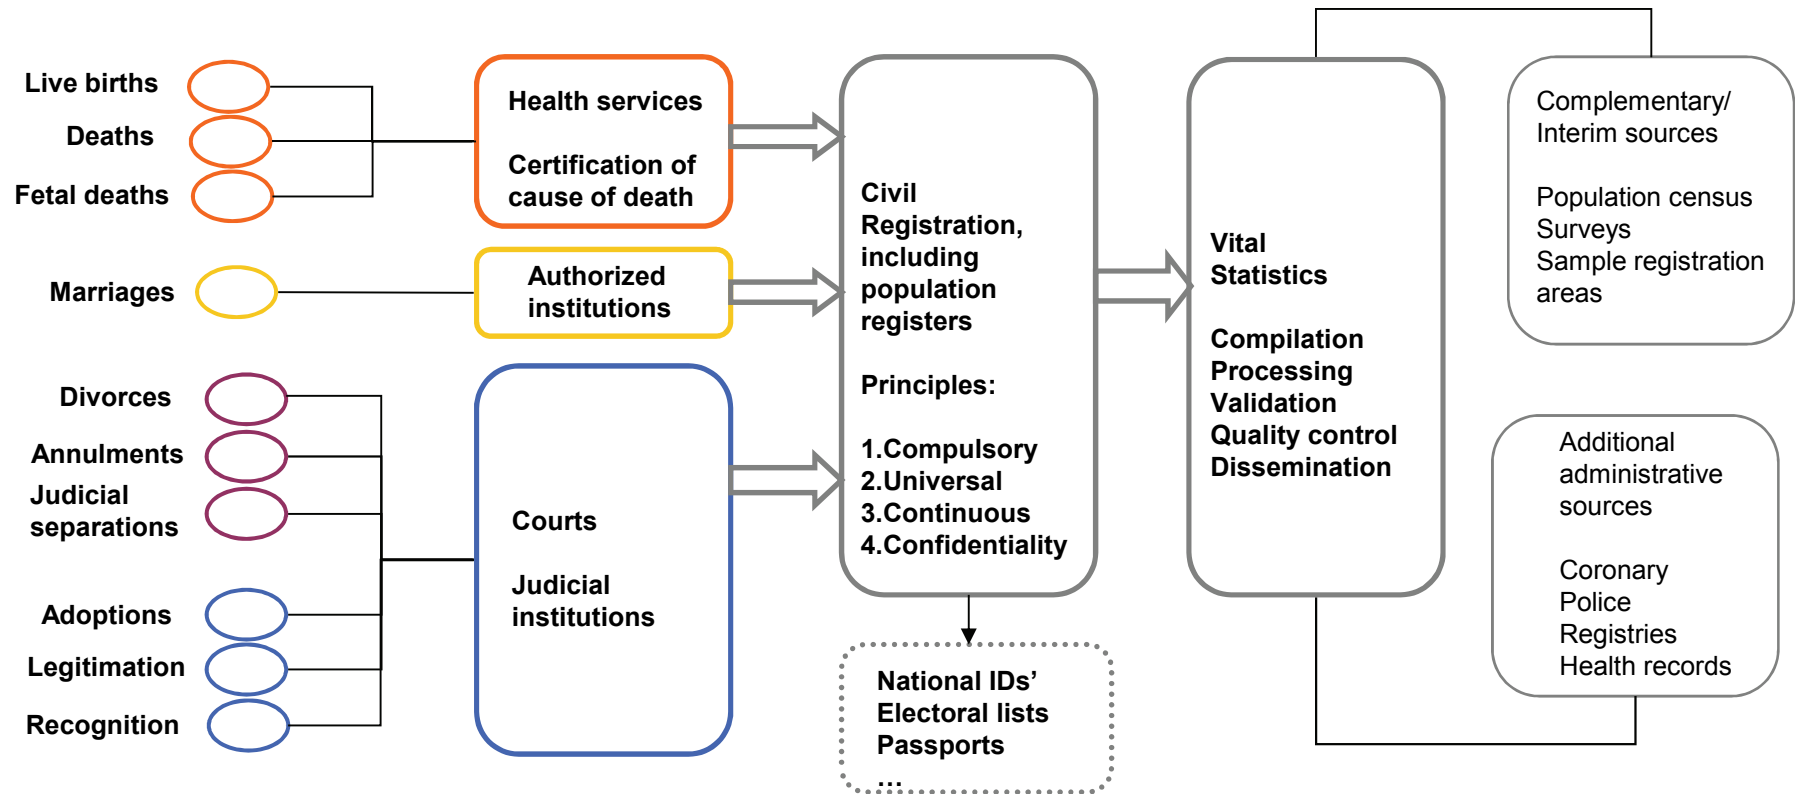 Live births
Deaths
Fetal deaths
Marriages
Divorces
Annulments
Judicial
separations
Adoptions
Legitimation
Recognition
Health services
Certification of
cause of death
Authorized
institutions
Courts
Judicial
institutions
Civil
Registration,
including
population
registers
Principles:
1.Compulsory
2.Universal
3.Continuous
4.Confidentiality
National IDs’
Electoral lists
Passports
...
Vital
Statistics
Compilation
Processing
Validation
Quality control
Dissemination
Complementary/
Interim sources
Population census
Surveys
Sample registration
areas
Additional
administrative
sources
Coronary
Police
Registries
Health records